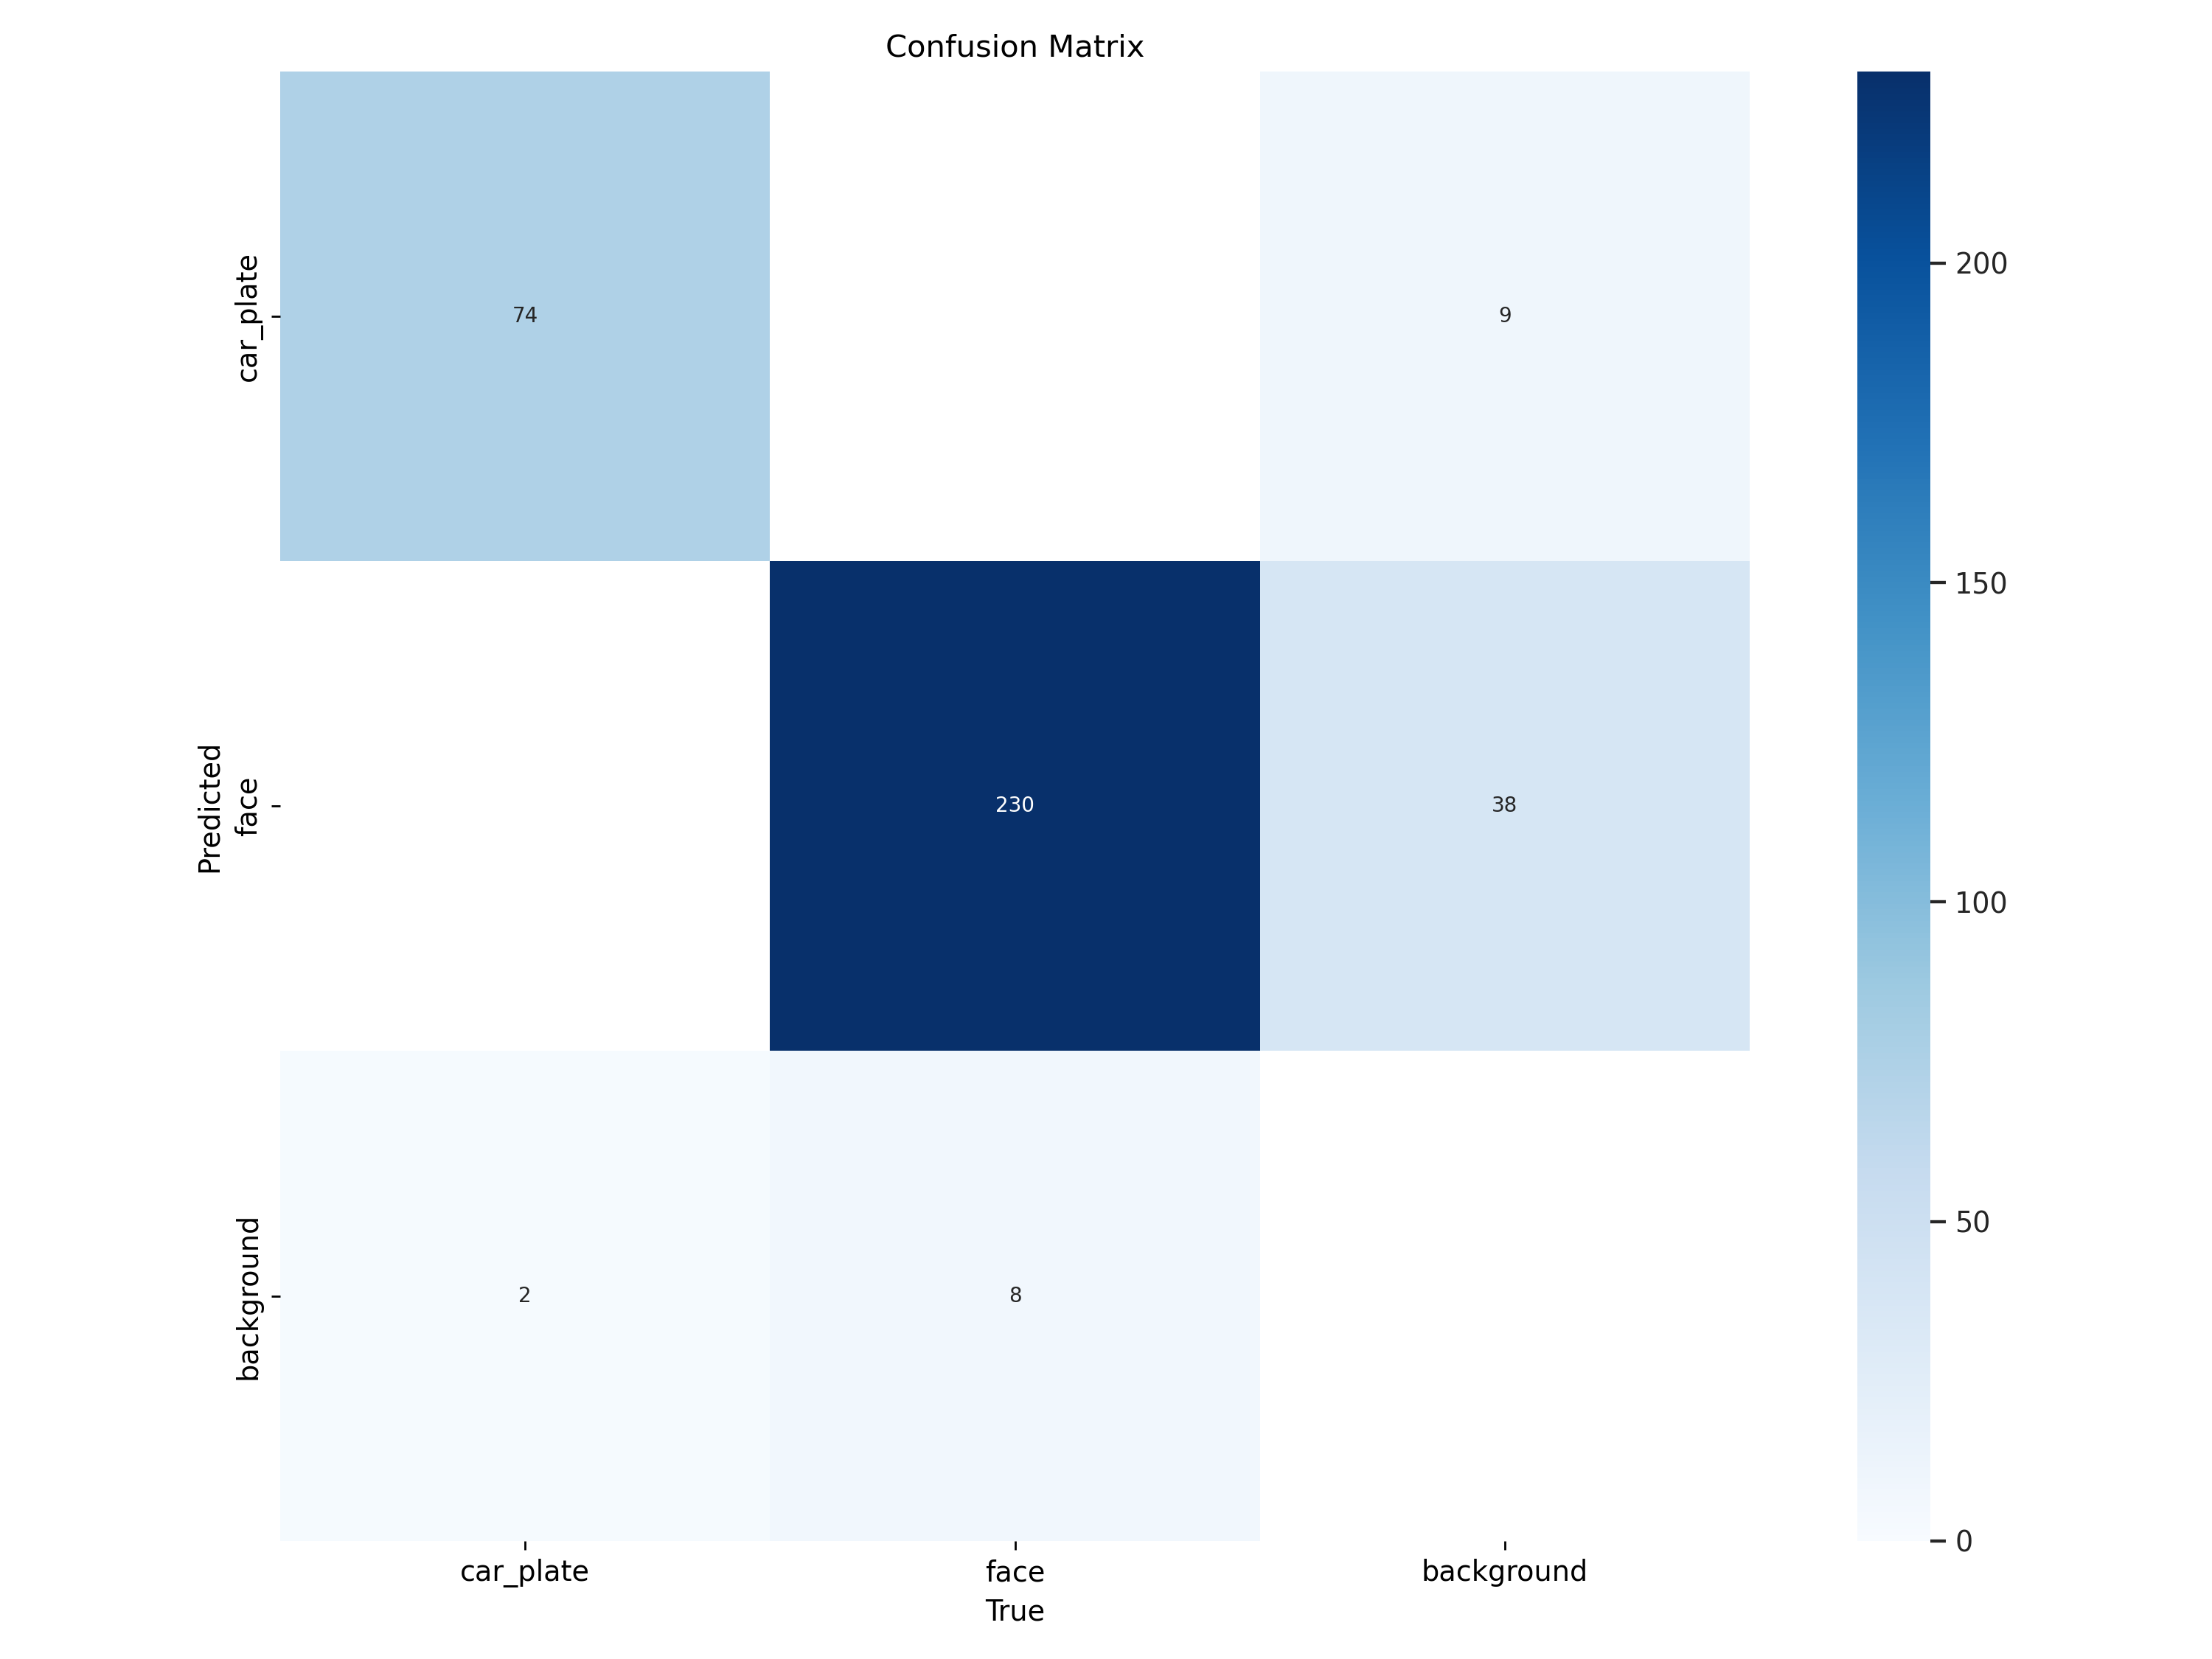 Confusion Matrix
car_plate
74
9
200
150
Predicted
face
230
38
100
background
2
8
50
0
car_plate
face
background
True